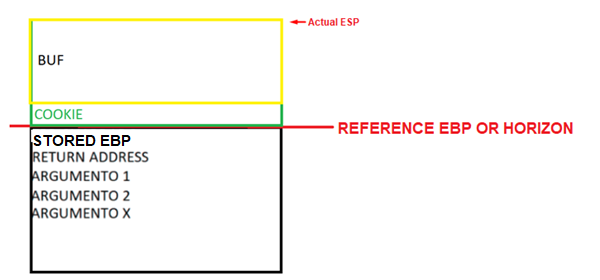 Actual ESP
BUF
COOKIE
REFERENCE EBP OR HORIZON
STORED EBP
RETURN ADDRESS
ARGUMENTO 1
ARGUMENTO 2
ARGUMENTO X